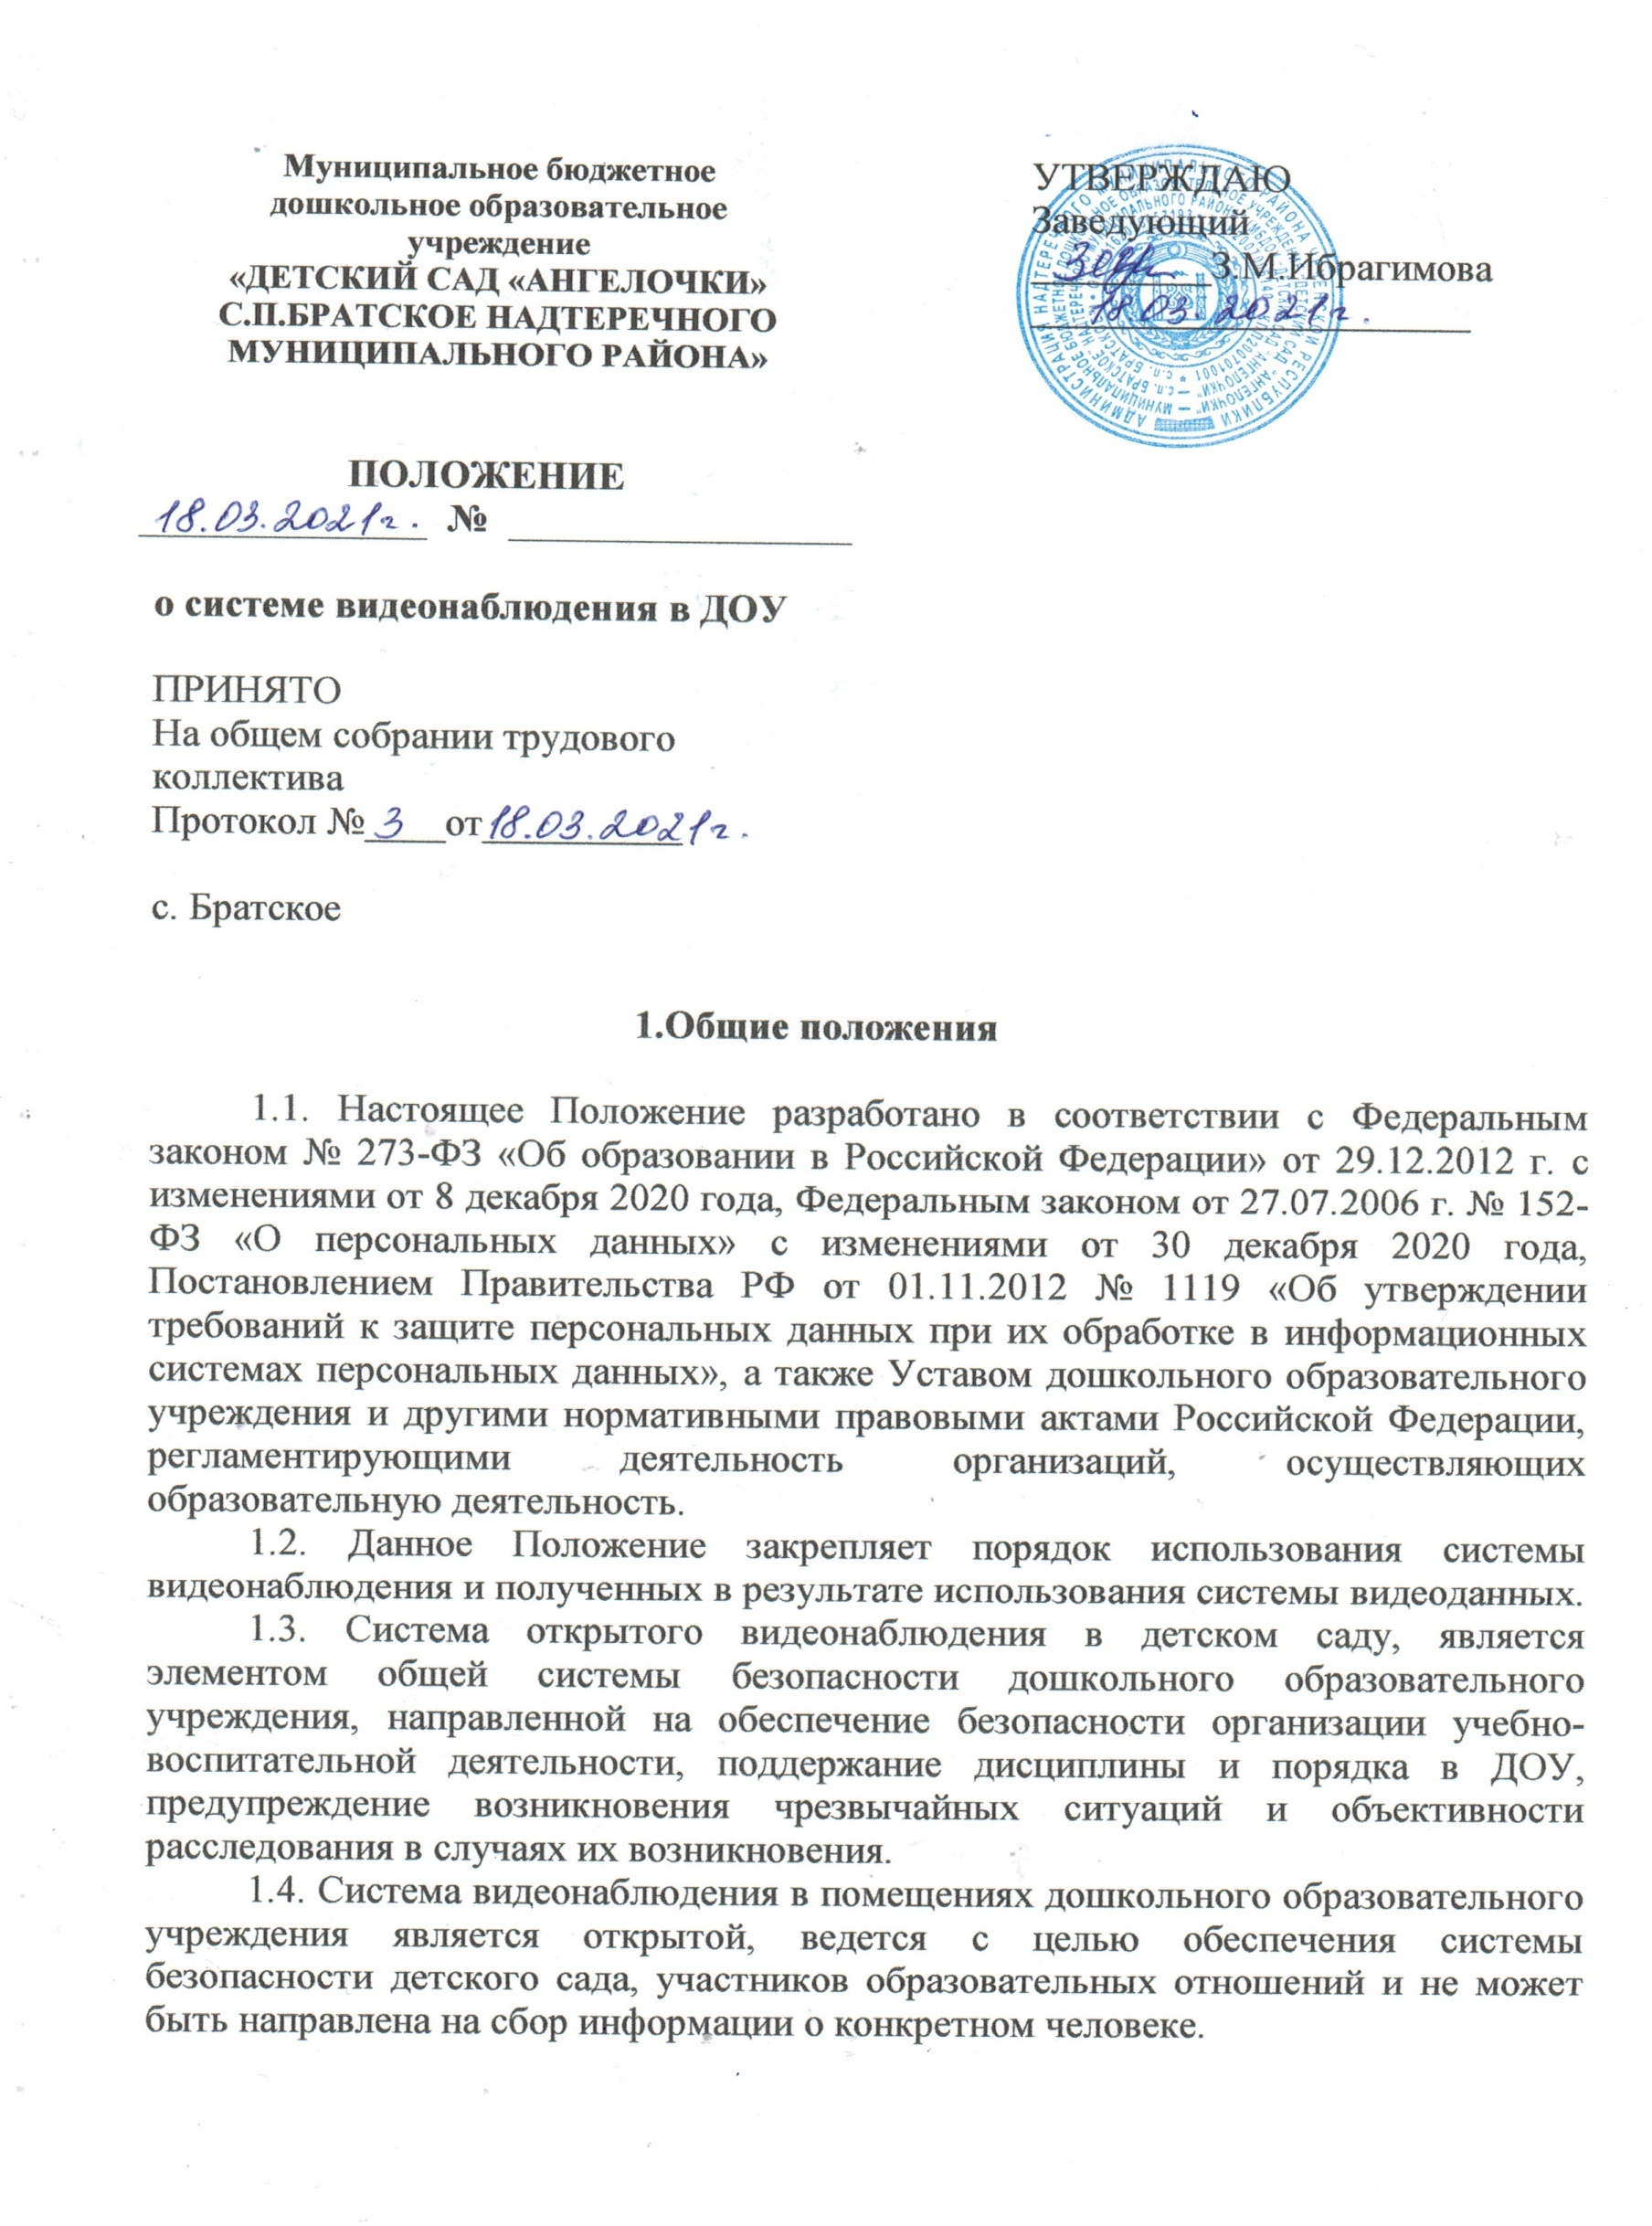 Муниципальное бюджетное
дошкольное образовательное
учреждение
«ДЕТСКИЙ САД «АНГЕЛОЧКИ»
С.П.БРАТСКОЕ НАДТЕРЕЧНОГО
МУНИЦИПАЛЬНОГО РАЙОНА»
УТВЕРЖДАЮ
Заведующий
З.М.Ибрагимова
18.03.2021г.
ПОЛОЖЕНИЕ
18.03.2021г. №
о системе видеонаблюдения в ДОУ
ПРИНЯТО
На общем собрании трудового
коллектива
Протокол № 3 от 18.03.2021г.
с. Братское
1.Общие положения
1.1. Настоящее Положение разработано в соответствии с Федеральным
законом № 273-ФЗ «Об образовании в Российской Федерации» от 29.12.2012 г. с
изменениями от 8 декабря 2020 года, Федеральным законом от 27.07.2006 г. № 152-
ФЗ «О персональных данных» с изменениями от 30 декабря 2020 года,
Постановлением Правительства РФ от 01.11.2012 № 1119 «Об утверждении
требований к защите персональных данных при их обработке в информационных
системах персональных данных», а также Уставом дошкольного образовательного
учреждения и другими нормативными правовыми актами Российской Федерации,
регламентирующими деятельность организаций, осуществляющих
образовательную деятельность.
1.2. Данное Положение закрепляет порядок использования системы
видеонаблюдения и полученных в результате использования системы видеоданных.
1.3. Система открытого видеонаблюдения в детском саду, является
элементом общей системы безопасности дошкольного образовательного
учреждения, направленной на обеспечение безопасности организации учебно-
воспитательной деятельности, поддержание дисциплины и порядка в ДОУ,
предупреждение возникновения чрезвычайных ситуаций и объективности
расследования в случаях их возникновения.
1.4. Система видеонаблюдения в помещениях дошкольного образовательного
учреждения является открытой, ведется с целью обеспечения системы
безопасности детского сада, участников образовательных отношений и не может
быть направлена на сбор информации о конкретном человеке.